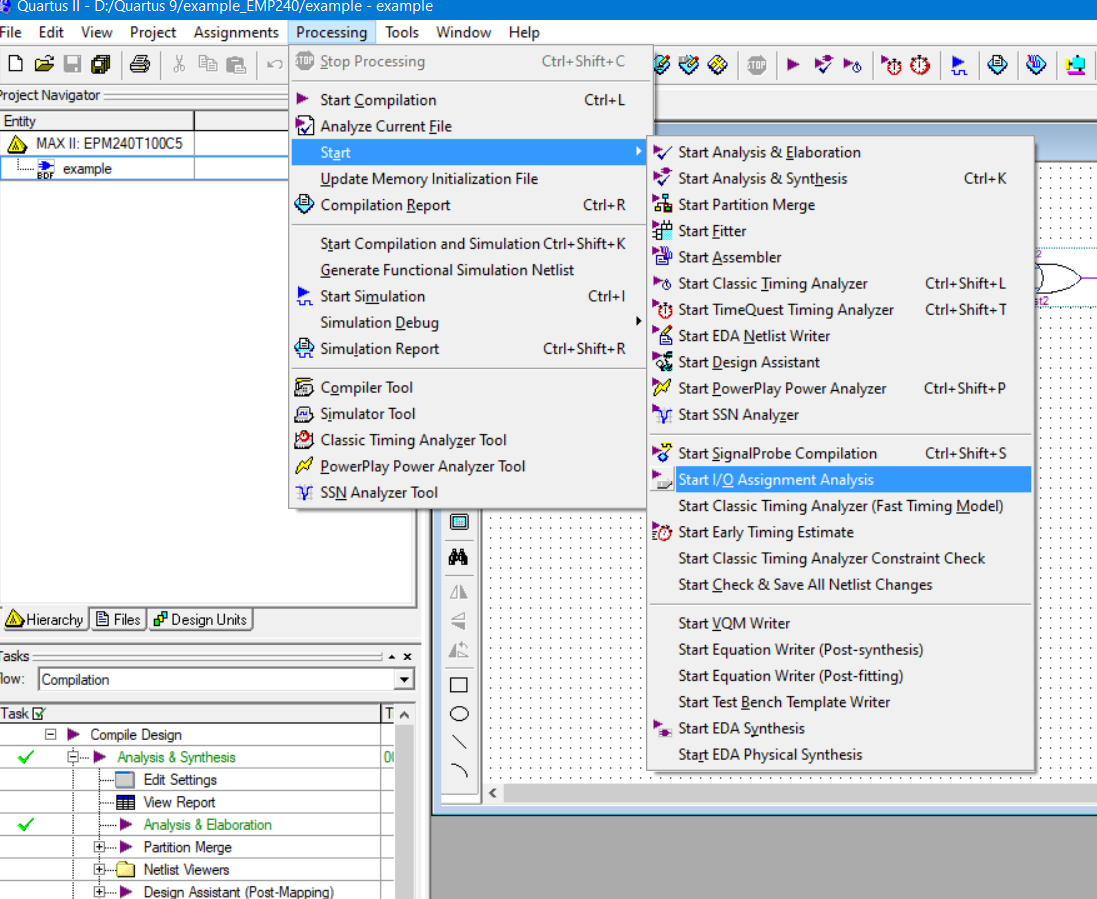 Quartus II - D:/Quartus 9/example_EMP240/example - example
File Edit View Project Assignments Processing Tools Window Help
Project Navigator
Entity
MAX II: EPM240T100C5
BDF example
Stop Processing Ctrl+Shift+C
Start Compilation Ctrl+L
Analyze Current File
Start
Update Memory Initialization File
Compilation Report Ctrl+R
Start Compilation and Simulation Ctrl+Shift+K
Generate Functional Simulation Netlist
Start Simulation Ctrl+I
Simulation Debug
Simulation Report Ctrl+Shift+R
Compiler Tool
Simulator Tool
Classic Timing Analyzer Tool
PowerPlay Power Analyzer Tool
SSN Analyzer Tool
Start Analysis & Elaboration
Start Analysis & Synthesis Ctrl+K
Start Partition Merge
Start Fitter
Start Assembler
Start Classic Timing Analyzer Ctrl+Shift+L
Start TimeQuest Timing Analyzer Ctrl+Shift+T
Start EDA Netlist Writer
Start Design Assistant
Start PowerPlay Power Analyzer Ctrl+Shift+P
Start SSN Analyzer
Start SignalProbe Compilation Ctrl+Shift+S
Start I/O Assignment Analysis
Start Classic Timing Analyzer (Fast Timing Model)
Start Early Timing Estimate
Start Classic Timing Analyzer Constraint Check
Start Check & Save All Netlist Changes
Start VQM Writer
Start Equation Writer (Post-synthesis)
Start Equation Writer (Post-fitting)
Start Test Bench Template Writer
Start EDA Synthesis
Start EDA Physical Synthesis
Hierarchy Files Design Units
Tasks
Flow: Compilation
Task
Compile Design
Analysis & Synthesis
Edit Settings
View Report
Analysis & Elaboration
Partition Merge
Netlist Viewers
Design Assistant (Post-Mapping)